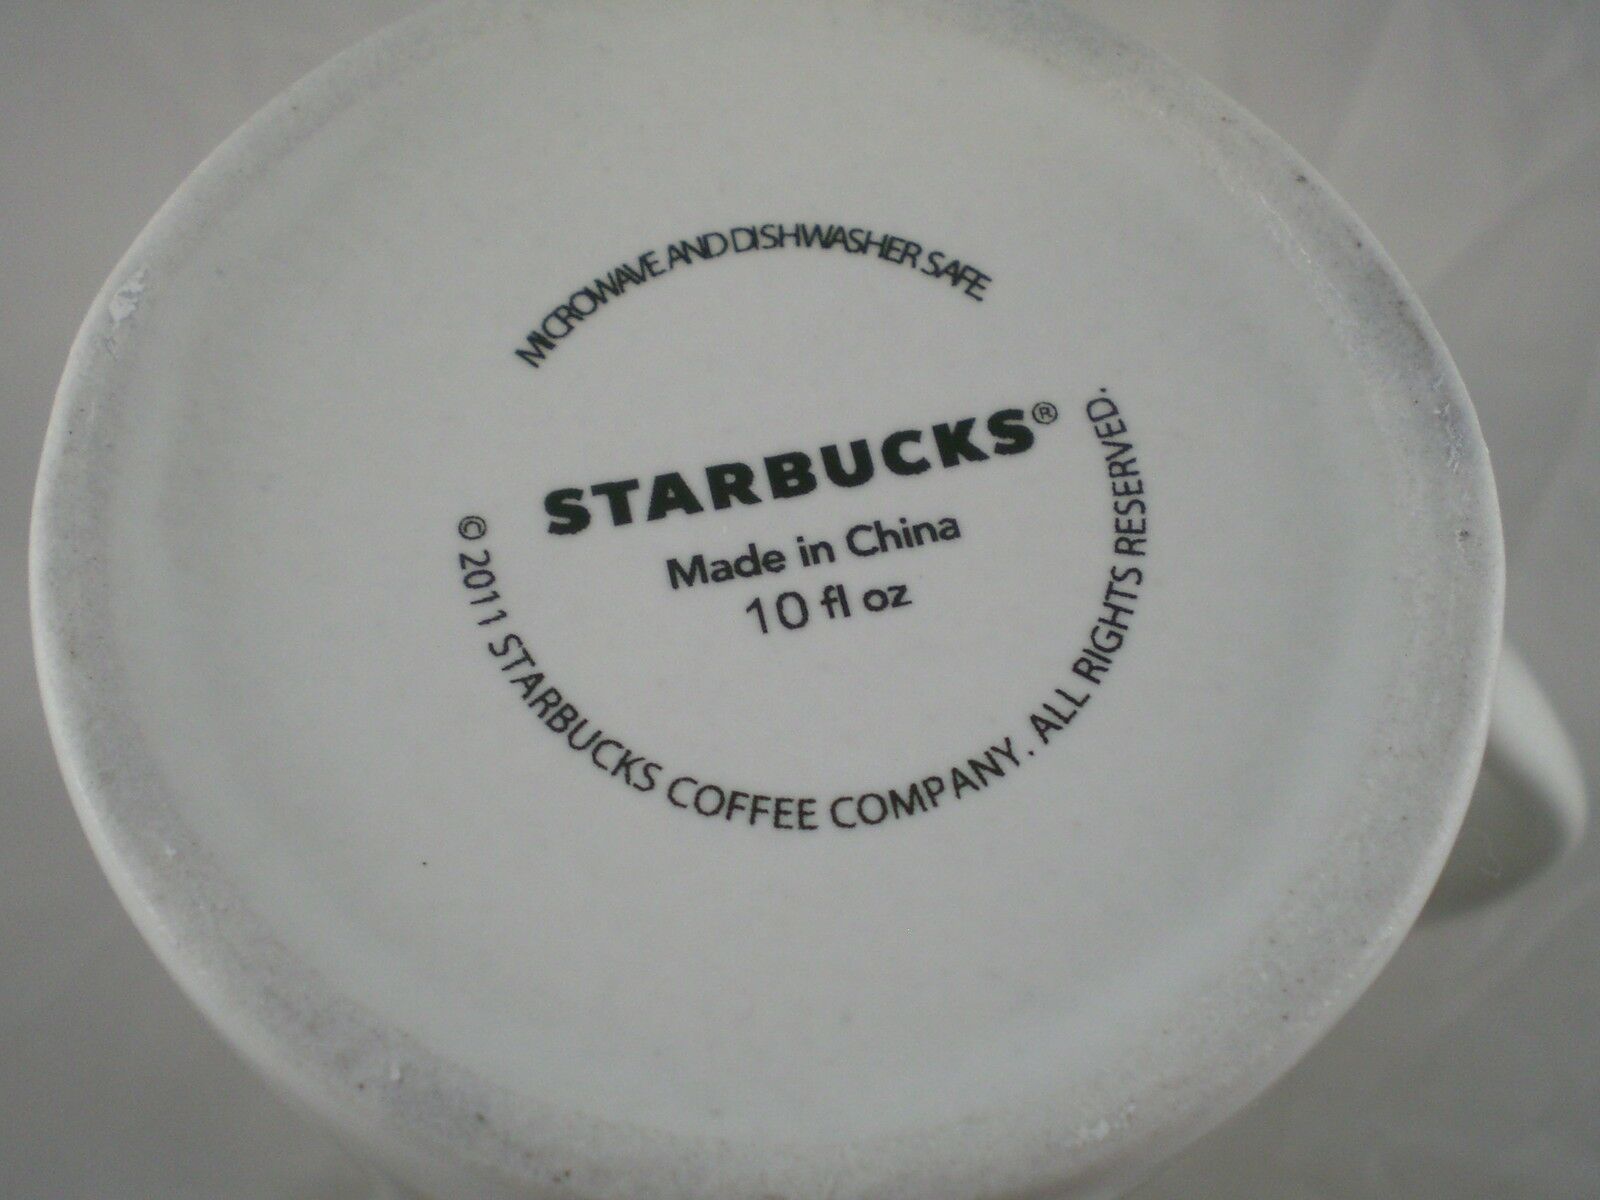 MICROWAVE AND DISHWASHER SAFE
STARBUCKS®
Made in China
10 fl oz
© 2011 STARBUCKS COFFEE COMPANY. ALL RIGHTS RESERVED.